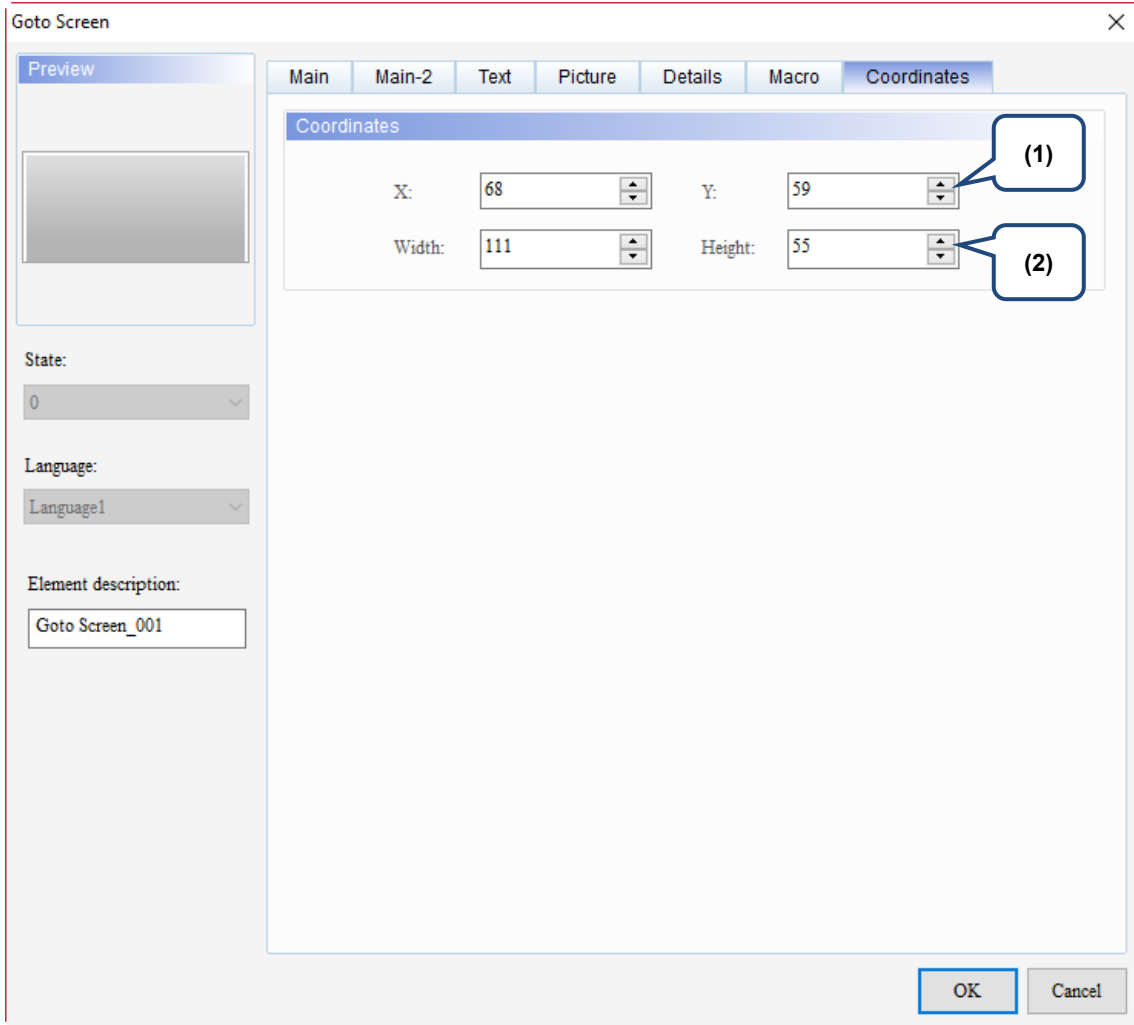 Goto Screen
Preview
Main Main-2 Text Picture Details Macro Coordinates
Coordinates
(1)
X: 68 Y: 59
Width: 111 Height: 55
(2)
State:
0
Language:
Language1
Element description:
Goto Screen_001
OK Cancel